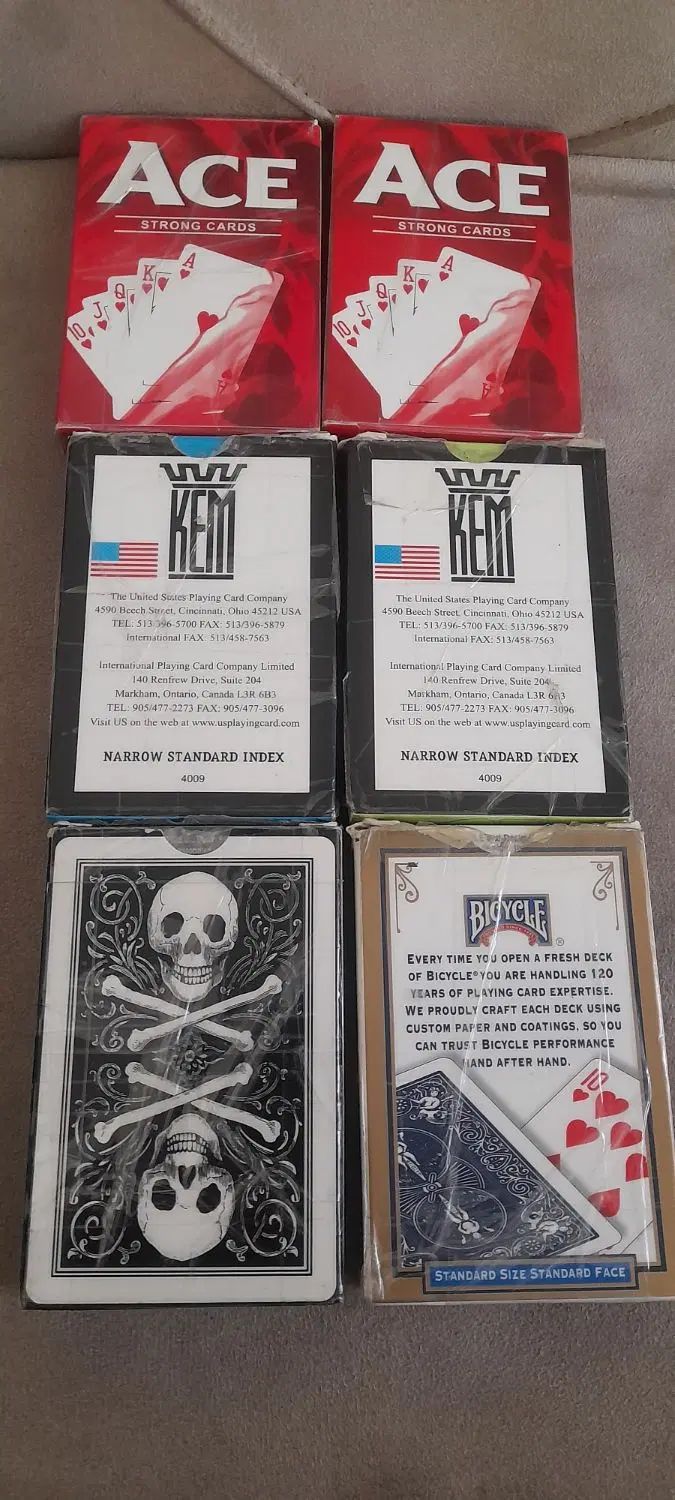 ACE
STRONG CARDS
10 J Q K A
A
ACE
STRONG CARDS
10 J Q K A
A
KEM
The United States Playing Card Company
4590 Beech Street, Cincinnati, Ohio 45212 USA
TEL: 513/396-5700 FAX: 513/396-5879
International FAX: 513/458-7563
International Playing Card Company Limited
140 Renfrew Drive, Suite 204
Markham, Ontario, Canada L3R 6B3
TEL: 905/477-2273 FAX: 905/477-3096
Visit US on the web at www.usplayingcard.com
NARROW STANDARD INDEX
4009
KEM
The United States Playing Card Company
4590 Beech Street, Cincinnati, Ohio 45212 USA
TEL: 513/396-5700 FAX: 513/396-5879
International FAX: 513/458-7563
International Playing Card Company Limited
140 Renfrew Drive, Suite 204
Markham, Ontario, Canada L3R 6B3
TEL: 905/477-2273 FAX: 905/477-3096
Visit US on the web at www.usplayingcard.com
NARROW STANDARD INDEX
4009
BICYCLE®
EVERY TIME YOU OPEN A FRESH DECK
OF BICYCLE® YOU ARE HANDLING 120
YEARS OF PLAYING CARD EXPERTISE.
WE PROUDLY CRAFT EACH DECK USING
CUSTOM PAPER AND COATINGS, SO YOU
CAN TRUST BICYCLE PERFORMANCE
HAND AFTER HAND.
10
STANDARD SIZE STANDARD FACE